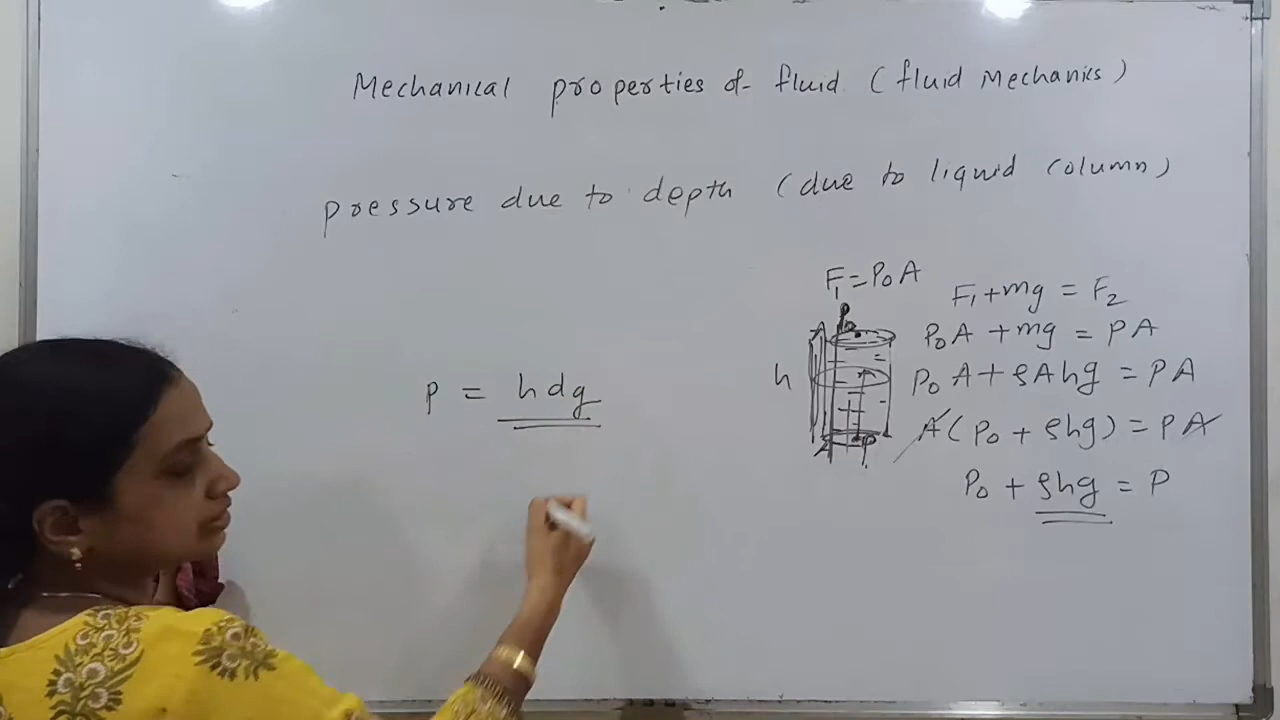 Mechanical properties of fluid (fluid Mechanics)
pressure due to depth (due to liquid column)
F₁ = P₀A
F₁ + mg = F₂
P₀A + mg = PA
h
P₀A + ρAhg = PA
P = hdg
A(P₀ + ρhg) = PA
P₀ + ρhg = P